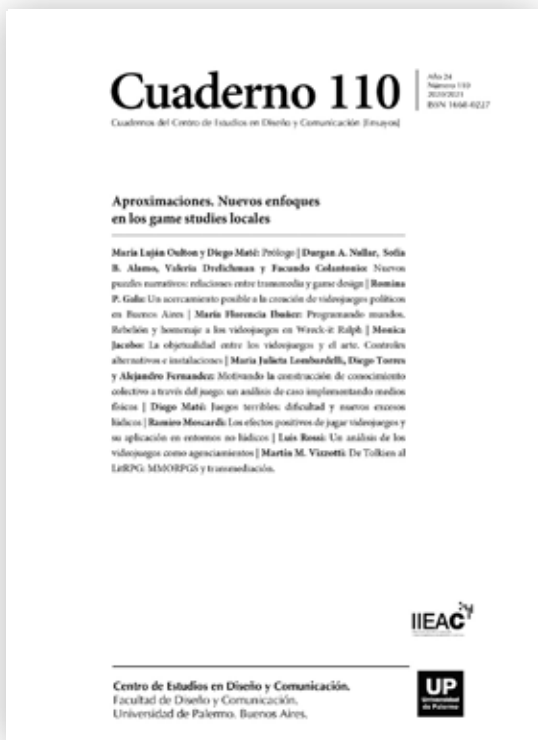 Cuaderno 110
Año 24
Número 110
2020/2021
ISSN 1668-0227
Cuadernos del Centro de Estudios en Diseño y Comunicación [Ensayos]
Aproximaciones. Nuevos enfoques
en los game studies locales
María Luján Oulton y Diego Maté: Prólogo | Durgan A. Nallar, Sofía
B. Alamo, Valeria Drelichman y Facundo Colantonio: Nuevos
puzzles narrativos: relaciones entre transmedia y game design | Romina
P. Gala: Un acercamiento posible a la creación de videojuegos políticos
en Buenos Aires | María Florencia Ibañez: Programando mundos.
Rebelión y homenaje a los videojuegos en Wreck-it Ralph | Monica
Jacobo: La objetualidad entre los videojuegos y el arte. Controles
alternativos e instalaciones | María Julieta Lombardelli, Diego Torres
y Alejandro Fernandez: Motivando la construcción de conocimiento
colectivo a través del juego: un análisis de caso implementando medios
físicos | Diego Maté: Juegos terribles: dificultad y nuevos excesos
lúdicos | Ramiro Moscardi: Los efectos positivos de jugar videojuegos y
su aplicación en entornos no lúdicos | Luis Rossi: Un análisis de los
videojuegos como agenciamientos | Martín M. Vizzotti: De Tolkien al
LitRPG: MMORPGS y transmediación.
IIEAC
Centro de Estudios en Diseño y Comunicación.
Facultad de Diseño y Comunicación.
Universidad de Palermo. Buenos Aires.
UP
Universidad
de Palermo